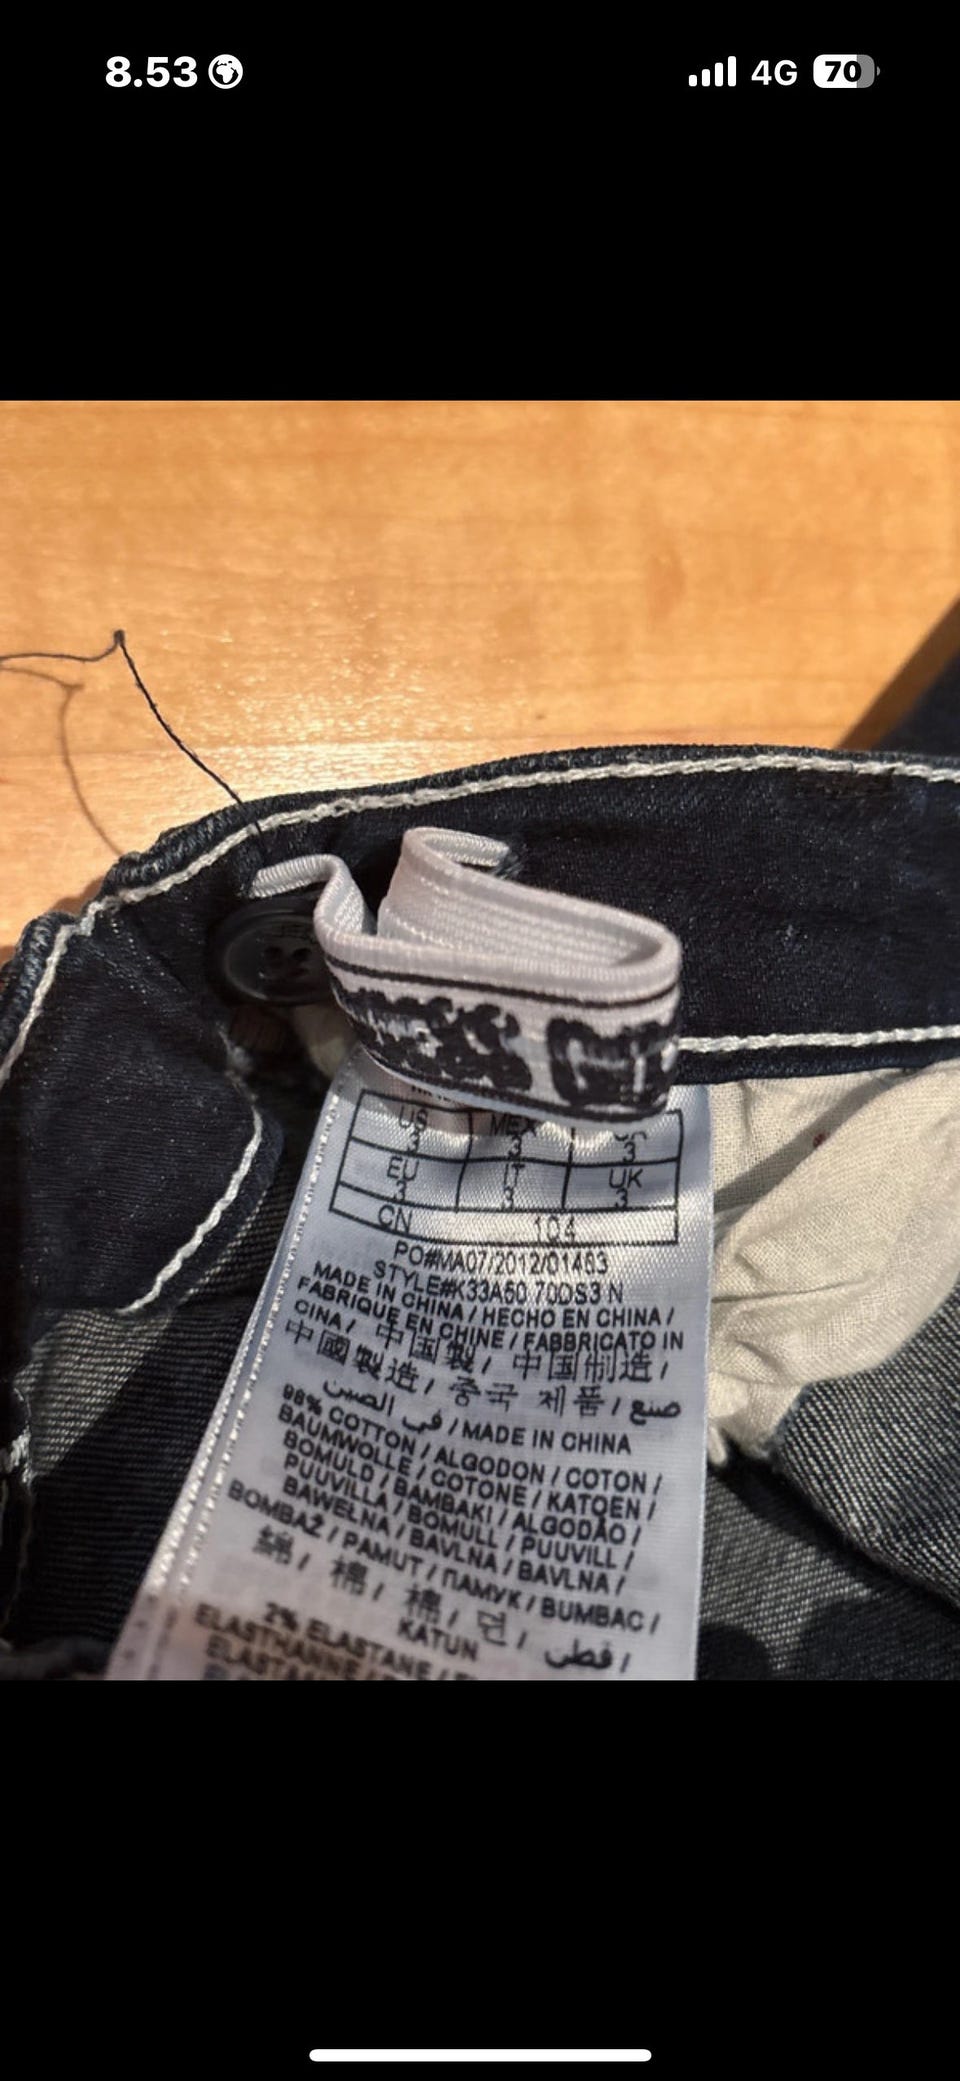 8.53 4G 70
US MEX
3 3 3
EU IT UK
3 3 3
CN 104
PO#MA07/2012/01463
STYLE#K33A60 70DS3 N
MADE IN CHINA / HECHO EN CHINA /
FABRIQUE EN CHINE / FABBRICATO IN
CINA / 中国製 / 中国制造 /
中國製造 / 중국 제품 / صنع
في الصين / MADE IN CHINA
98% COTTON / ALGODON / COTON /
BAUMWOLLE / COTONE / KATOEN /
BOMULD / BAMBAKI / ALGODÃO /
PUUVILLA / BOMULL / PUUVILL /
BAWEŁNA / BAVLNA / BAVLNA /
BOMBAŽ / PAMUT / ПАМУК / BUMBAC /
綿 / 棉 / 棉 / 면 / قطن /
KATUN
2% ELASTANE /
ELASTHANNE /